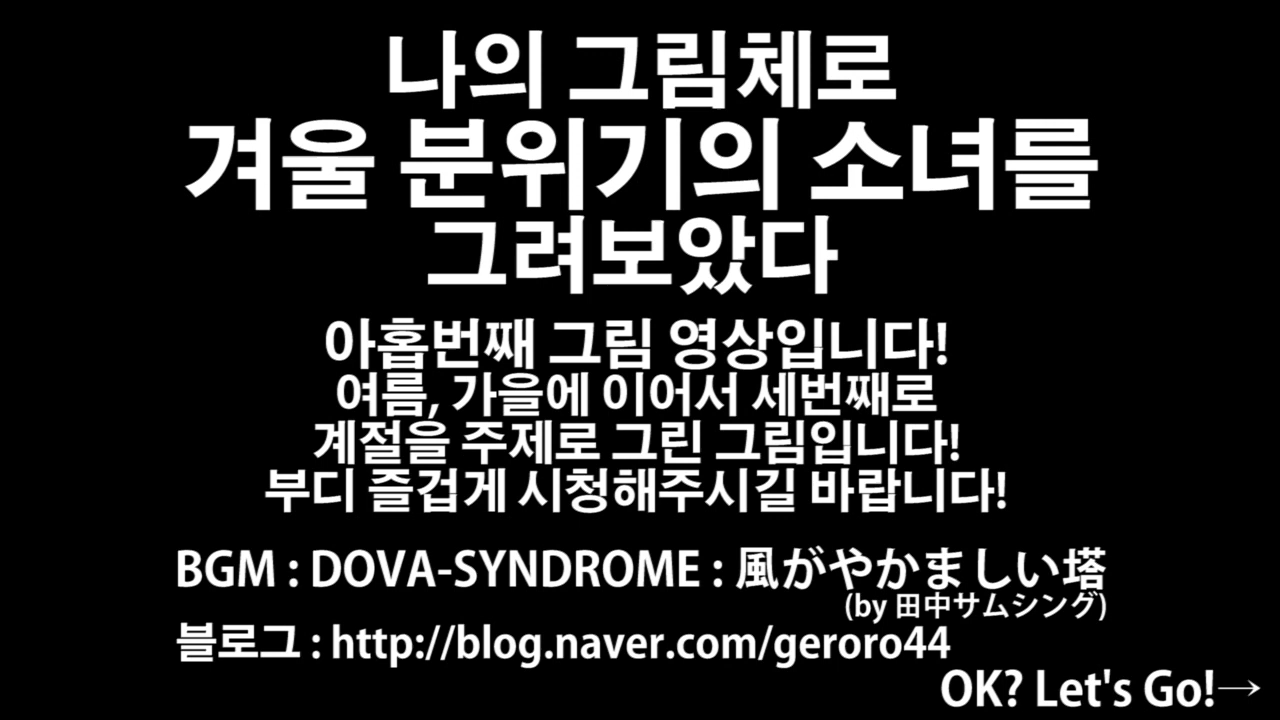 나의 그림체로
겨울 분위기의 소녀를
그려보았다
아홉번째 그림 영상입니다!
여름, 가을에 이어서 세번째로
계절을 주제로 그린 그림입니다!
부디 즐겁게 시청해주시길 바랍니다!
BGM : DOVA-SYNDROME : 風がやかましい塔
(by 田中サムシング)
블로그 : http://blog.naver.com/geroro44
OK? Let's Go!→